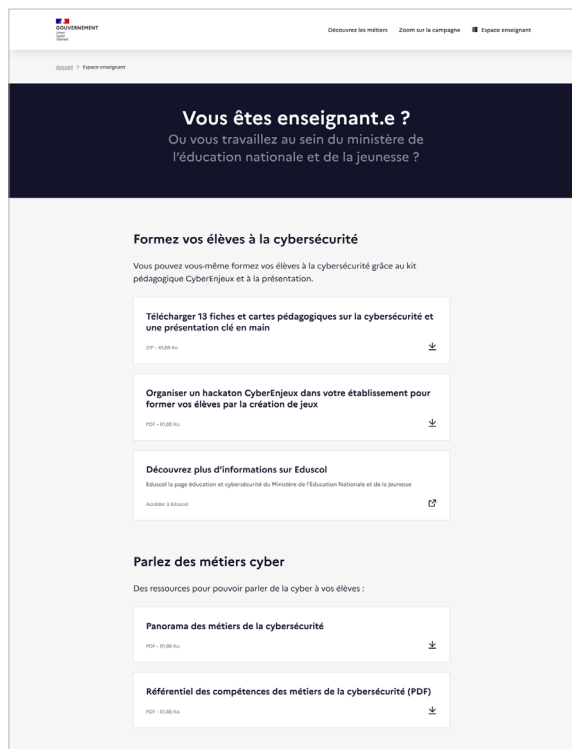 GOUVERNEMENT
Liberté
Égalité
Fraternité
Découvrez les métiers
Zoom sur la campagne
Espace enseignant
Accueil > Espace enseignant
Vous êtes enseignant.e ?
Ou vous travaillez au sein du ministère de
l’éducation nationale et de la jeunesse ?
Formez vos élèves à la cybersécurité
Vous pouvez vous-même formez vos élèves à la cybersécurité grâce au kit
pédagogique CyberEnjeux et à la présentation.
Télécharger 13 fiches et cartes pédagogiques sur la cybersécurité et
une présentation clé en main
ZIP – 61,88 Ko
Organiser un hackaton CyberEnjeux dans votre établissement pour
former vos élèves par la création de jeux
PDF – 61,88 Ko
Découvrez plus d’informations sur Eduscol
Eduscol la page éducation et cybersécurité du Ministère de l’Éducation Nationale et de la Jeunesse
Accéder à Eduscol
Parlez des métiers cyber
Des ressources pour pouvoir parler de la cyber à vos élèves :
Panorama des métiers de la cybersécurité
PDF – 61,88 Ko
Référentiel des compétences des métiers de la cybersécurité (PDF)
PDF – 61,88 Ko